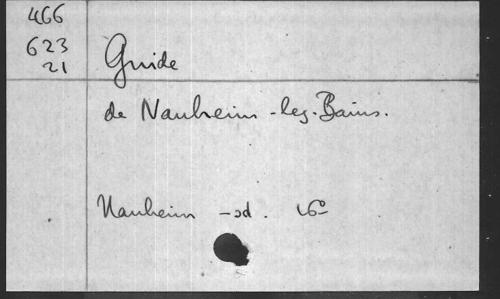 466
623
21
Guide
de Nauheim-les-Bains.
Nauheim - sd. 16°